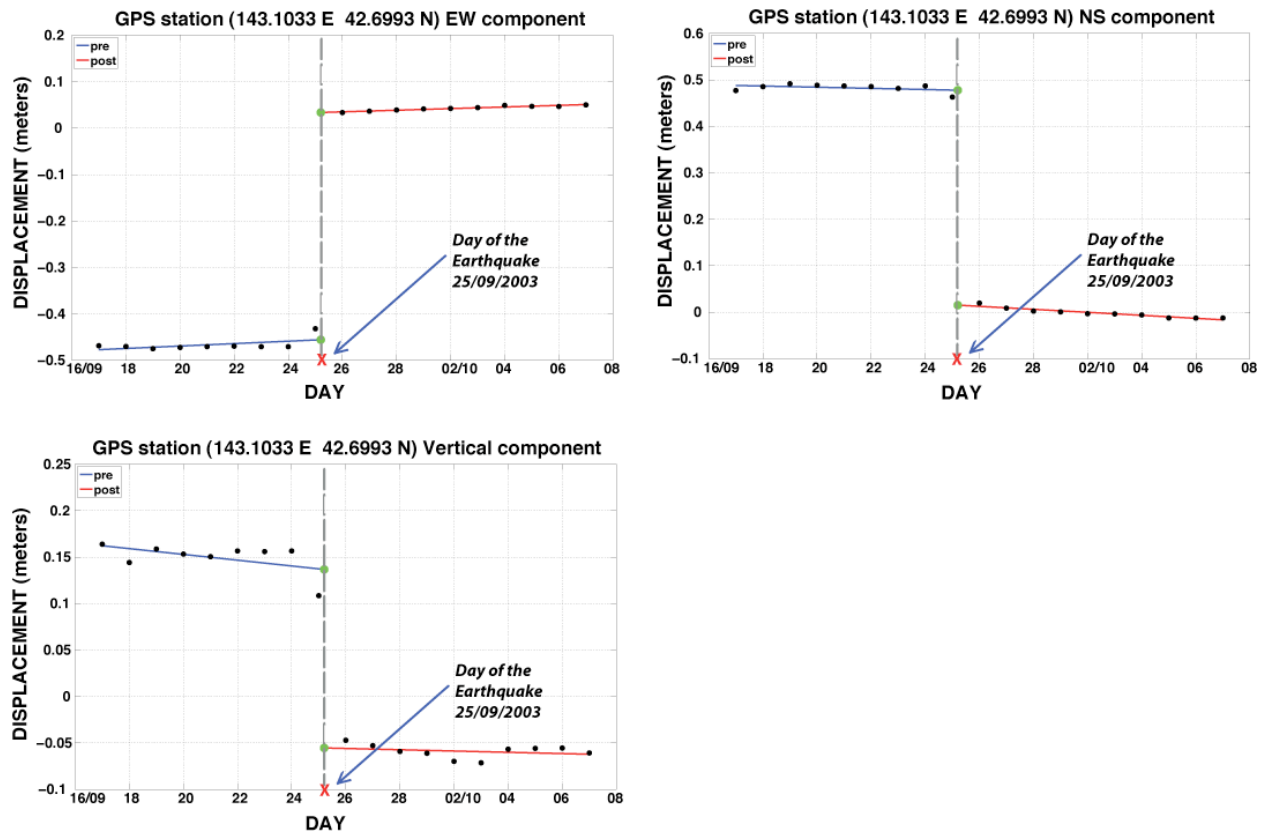 GPS station (143.1033 E  42.6993 N) EW component
0.2
0.1
0
−0.1
−0.2
−0.3
−0.4
−0.5
DISPLACEMENT (meters)
pre
post
Day of the
Earthquake
25/09/2003
X
16/09 18 20 22 24 26 28 02/10 04 06 08
DAY
GPS station (143.1033 E  42.6993 N) NS component
0.6
0.5
0.4
0.3
0.2
0.1
0
−0.1
DISPLACEMENT (meters)
pre
post
Day of the
Earthquake
25/09/2003
X
16/09 18 20 22 24 26 28 02/10 04 06 08
DAY
GPS station (143.1033 E  42.6993 N) Vertical component
0.25
0.2
0.15
0.1
0.05
0
−0.05
−0.1
DISPLACEMENT (meters)
pre
post
Day of the
Earthquake
25/09/2003
X
16/09 18 20 22 24 26 28 02/10 04 06 08
DAY